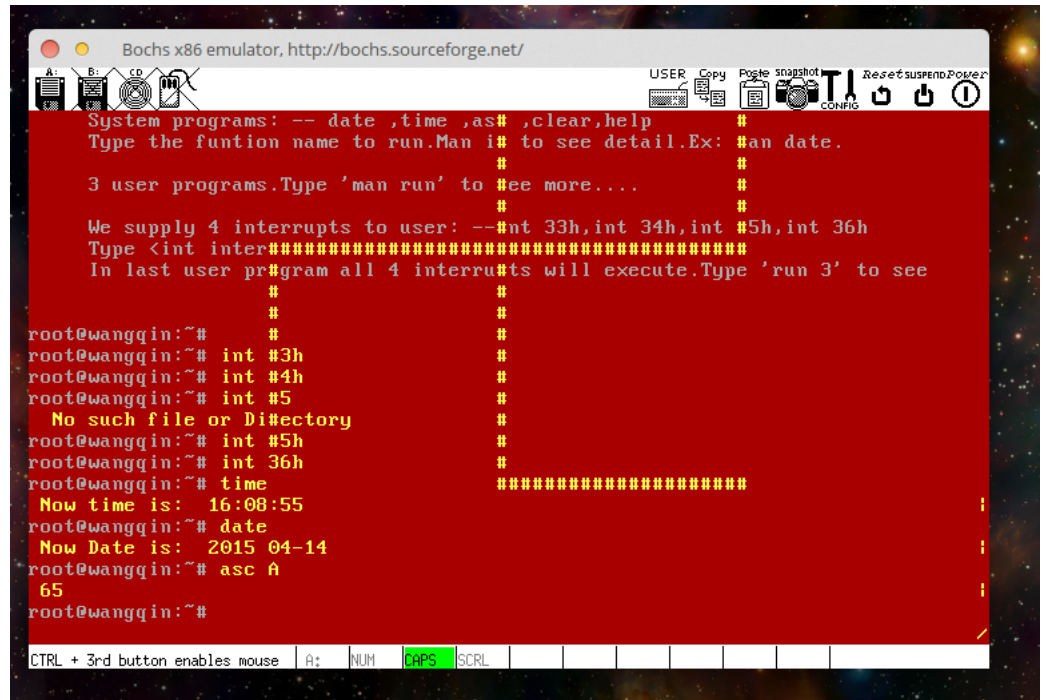 Bochs x86 emulator, http://bochs.sourceforge.net/
A: B: CD USER Copy Poste snapshot CONFIG Reset SUSPEND Power
System programs: -- date ,time ,as# ,clear,help #
Type the funtion name to run.Man i# to see detail.Ex: #an date.
# #
3 user programs.Type 'man run' to #ee more.... #
# #
We supply 4 interrupts to user: --#nt 33h,int 34h,int #5h,int 36h
Type <int inter########################################
In last user pr#gram all 4 interru#ts will execute.Type 'run 3' to see
# #
# #
root@wangqin:~# # #
root@wangqin:~# int #3h #
root@wangqin:~# int #4h #
root@wangqin:~# int #5 #
No such file or Di#ectory #
root@wangqin:~# int #5h #
root@wangqin:~# int 36h #
root@wangqin:~# time #####################
Now time is: 16:08:55 ¦
root@wangqin:~# date
Now Date is: 2015 04-14 ¦
root@wangqin:~# asc A
65 ¦
root@wangqin:~#
/
CTRL + 3rd button enables mouse A: NUM CAPS SCRL